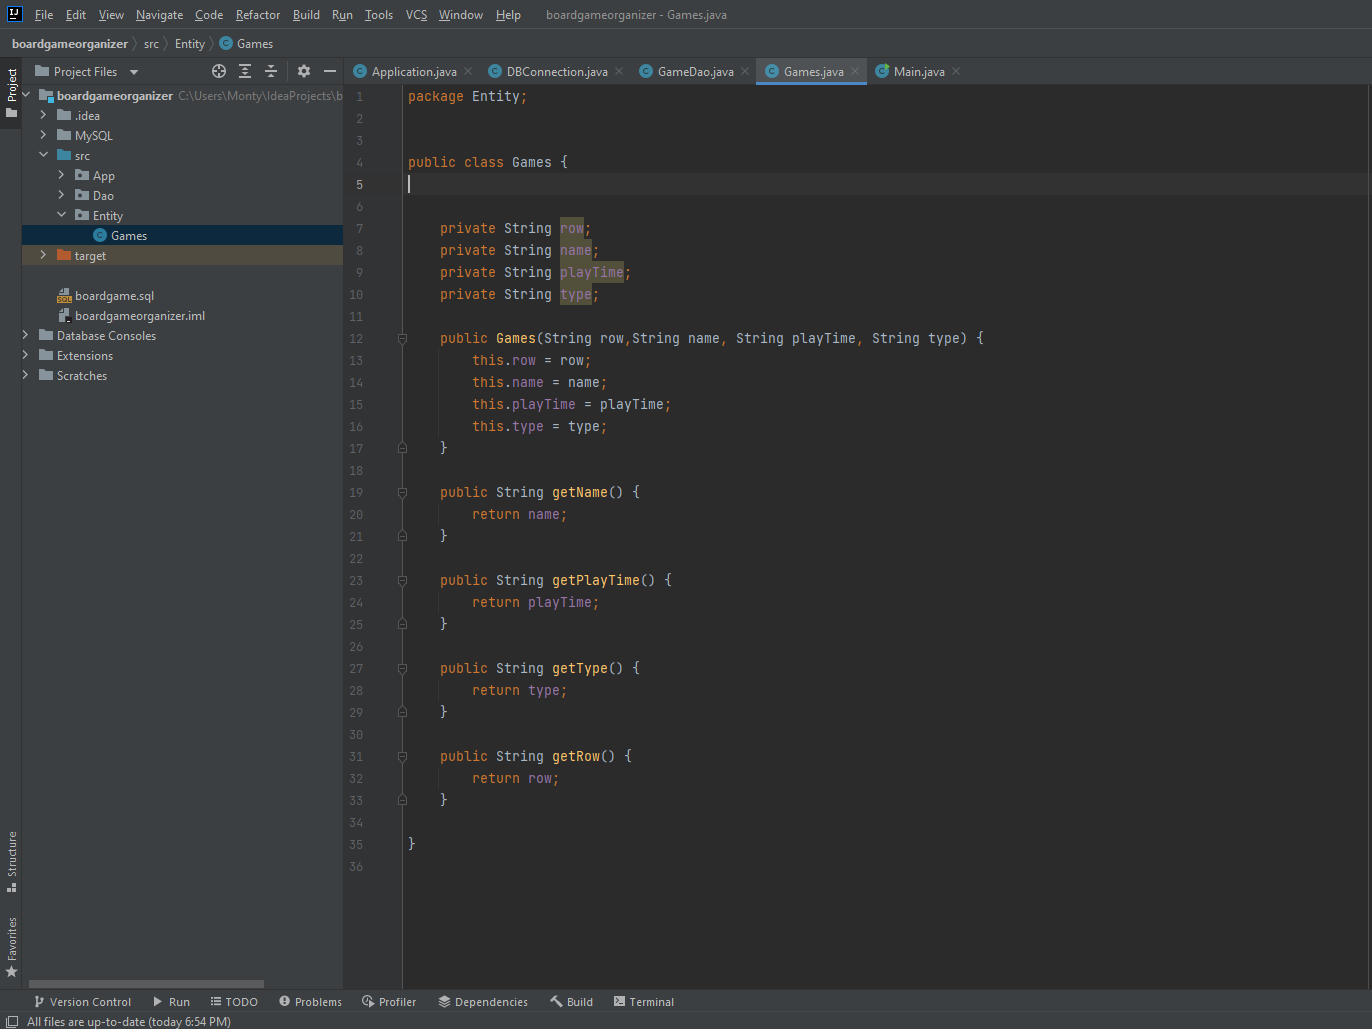 IJ File Edit View Navigate Code Refactor Build Run Tools VCS Window Help boardgameorganizer - Games.java
boardgameorganizer src Entity C Games
Project
Project Files
boardgameorganizer C:\Users\Monty\IdeaProjects\b
.idea
MySQL
src
App
Dao
Entity
C Games
target
SQL boardgame.sql
boardgameorganizer.iml
Database Consoles
Extensions
Scratches
Structure
Favorites
C Application.java C DBConnection.java C GameDao.java C Games.java C Main.java
1 package Entity;
2
3
4 public class Games {
5
6
7 private String row;
8 private String name;
9 private String playTime;
10 private String type;
11
12 public Games(String row,String name, String playTime, String type) {
13 this.row = row;
14 this.name = name;
15 this.playTime = playTime;
16 this.type = type;
17 }
18
19 public String getName() {
20 return name;
21 }
22
23 public String getPlayTime() {
24 return playTime;
25 }
26
27 public String getType() {
28 return type;
29 }
30
31 public String getRow() {
32 return row;
33 }
34
35 }
36
Version Control Run TODO Problems Profiler Dependencies Build Terminal
All files are up-to-date (today 6:54 PM)